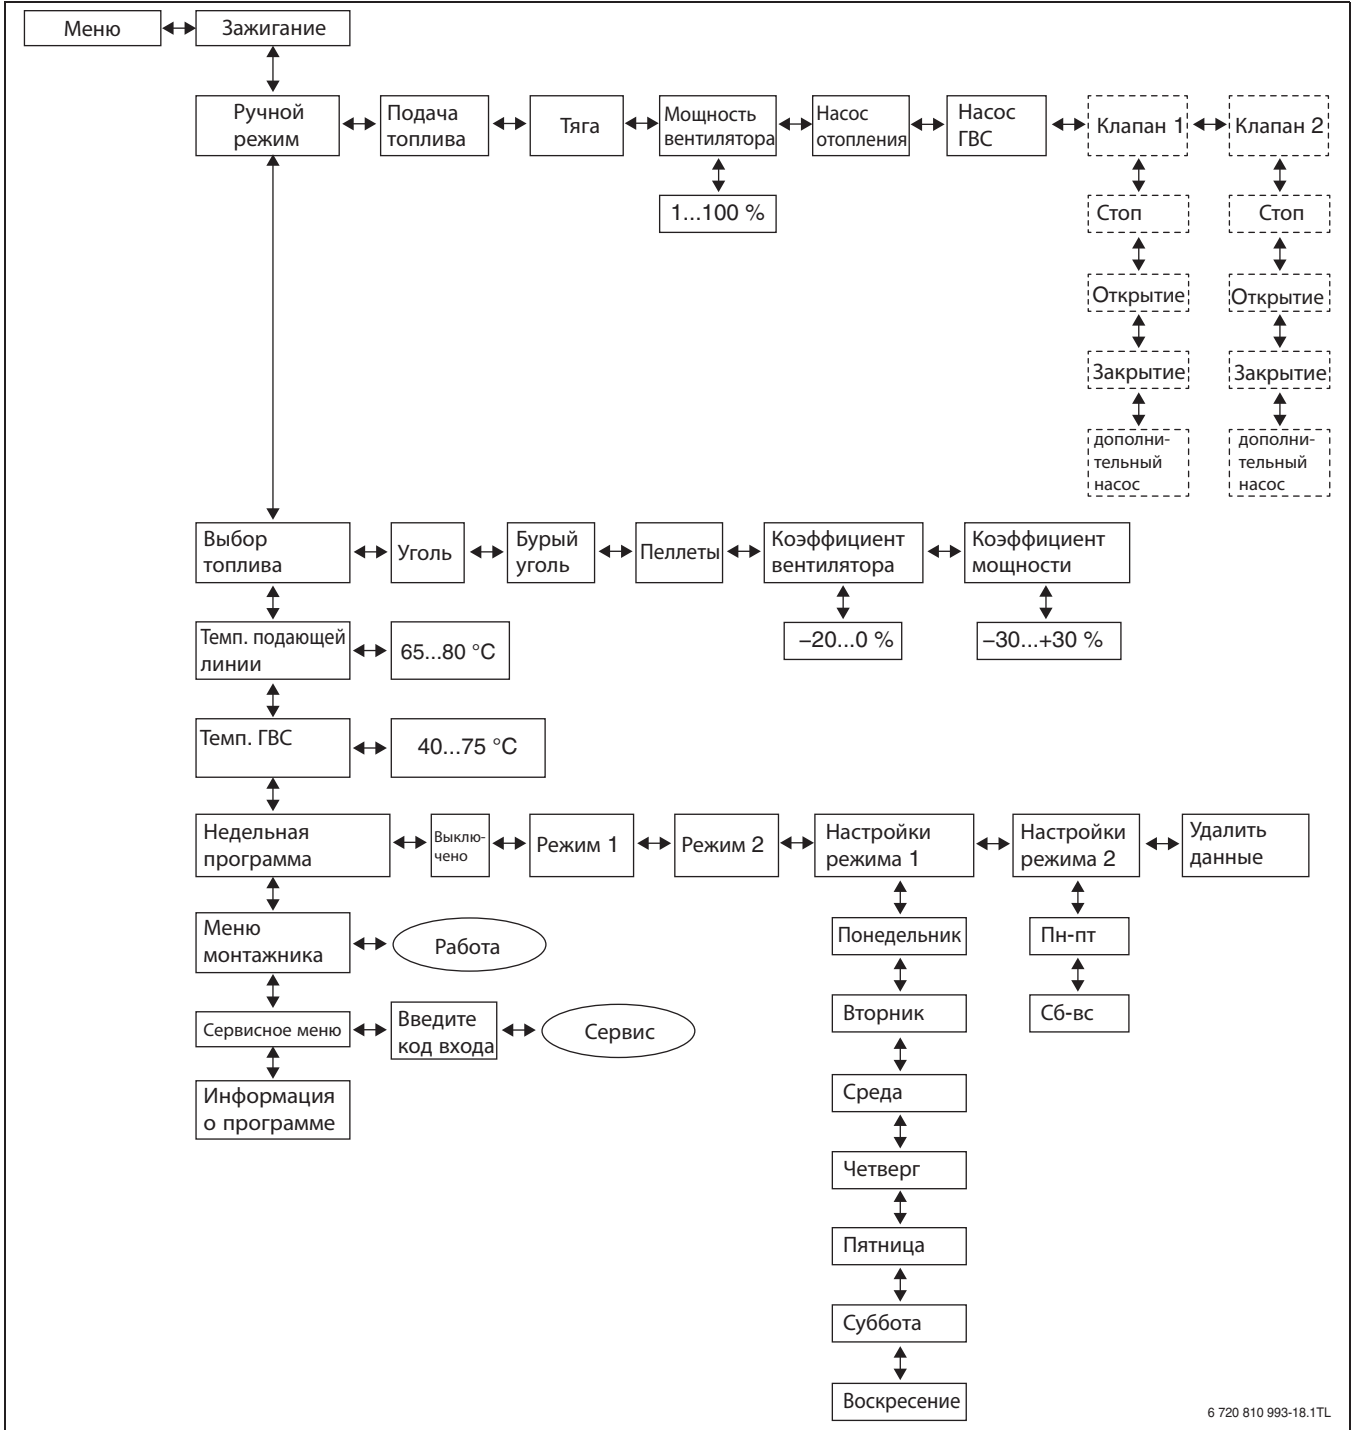 Меню
Зажигание
Ручной
режим
Подача
топлива
Тяга
Мощность
вентилятора
Насос
отопления
Насос
ГВС
Клапан 1
Клапан 2
1...100 %
Стоп
Стоп
Открытие
Открытие
Закрытие
Закрытие
дополни-
тельный
насос
дополни-
тельный
насос
Выбор
топлива
Уголь
Бурый
уголь
Пеллеты
Коэффициент
вентилятора
Коэффициент
мощности
–20...0 %
–30...+30 %
Темп. подающей
линии
65...80 °C
Темп. ГВС
40...75 °C
Недельная
программа
Выклю-
чено
Режим 1
Режим 2
Настройки
режима 1
Настройки
режима 2
Удалить
данные
Меню
монтажника
Работа
Понедельник
Пн-пт
Сервисное меню
Введите
код входа
Сервис
Вторник
Сб-вс
Информация
о программе
Среда
Четверг
Пятница
Суббота
Воскресение
6 720 810 993-18.1TL